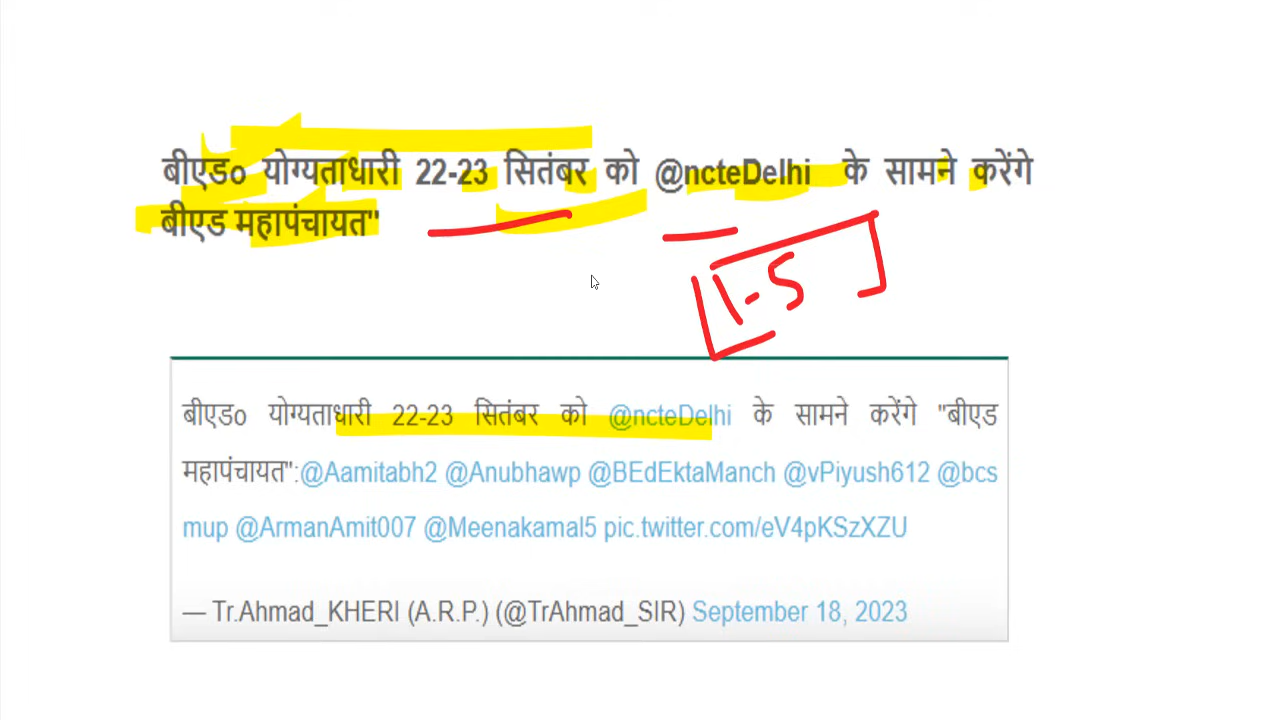 बीएडo योग्यताधारी 22-23 सितंबर को @ncteDelhi के सामने करेंगे
बीएड महापंचायत"
1-5
बीएडo योग्यताधारी 22-23 सितंबर को @ncteDelhi के सामने करेंगे "बीएड
महापंचायत":@Aamitabh2 @Anubhawp @BEdEktaManch @vPiyush612 @bcs
mup @ArmanAmit007 @Meenakamal5 pic.twitter.com/eV4pKSzXZU
— Tr.Ahmad_KHERI (A.R.P.) (@TrAhmad_SIR) September 18, 2023